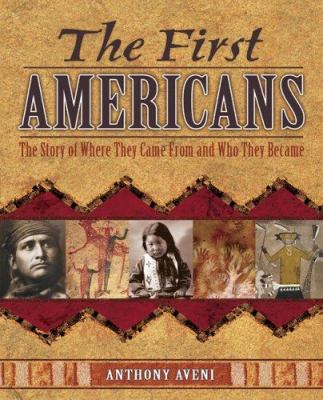 The First
AMERICANS
The Story of Where They Came From and Who They Became
ANTHONY AVENI